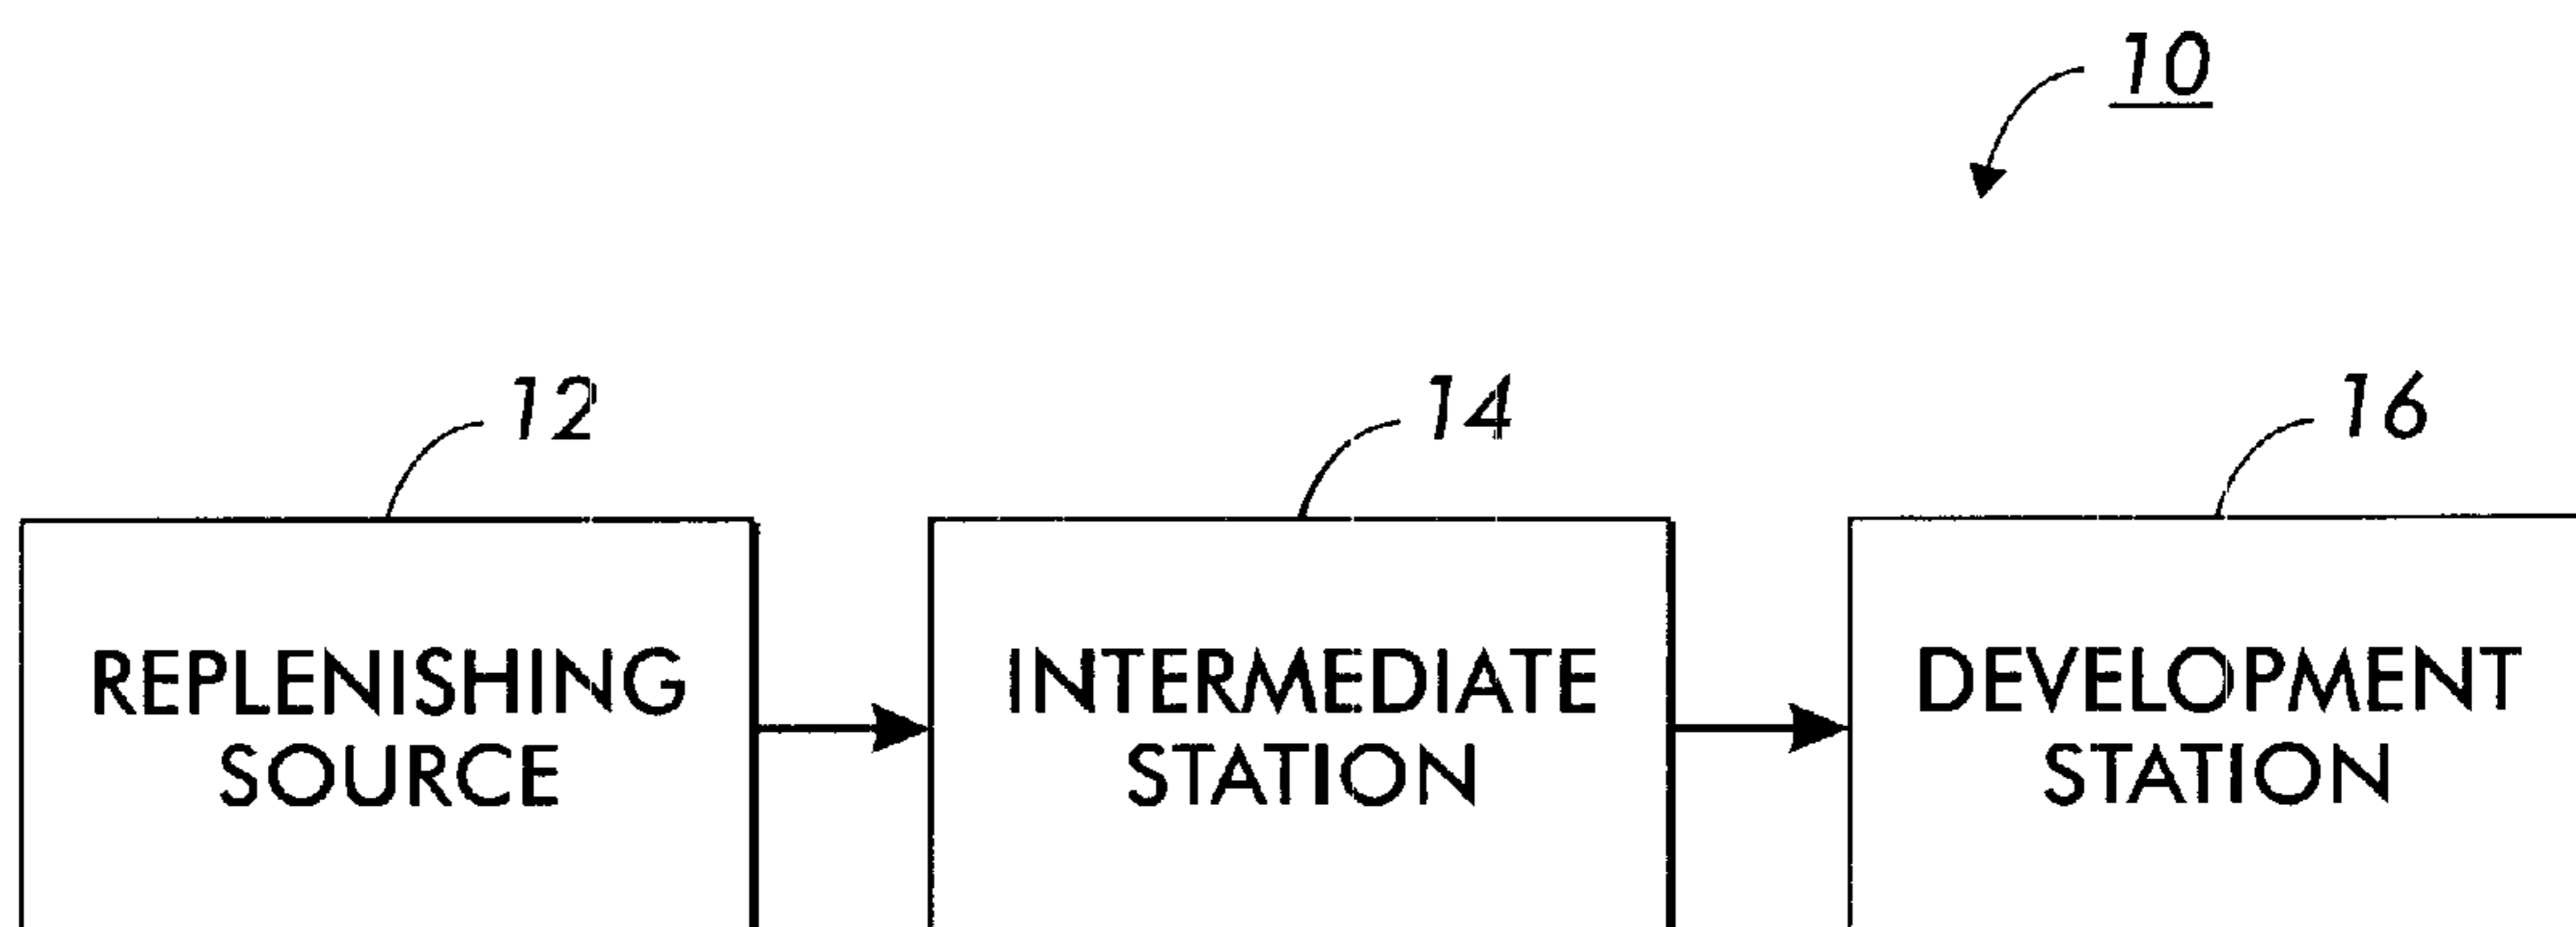 10
12
14
16
REPLENISHING
SOURCE
INTERMEDIATE
STATION
DEVELOPMENT
STATION